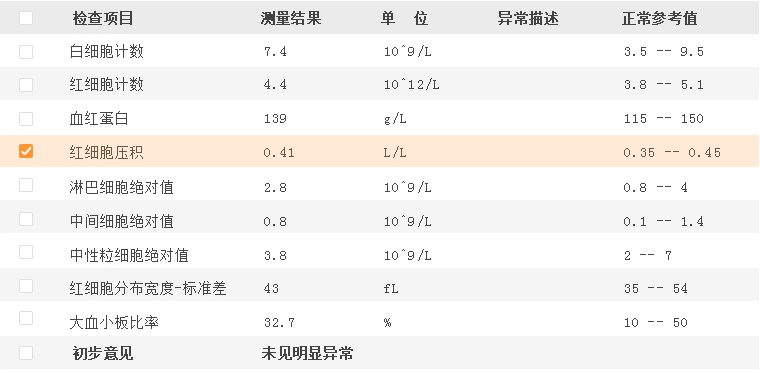 检查项目 测量结果 单 位 异常描述 正常参考值
白细胞计数 7.4 10^9/L 3.5 -- 9.5
红细胞计数 4.4 10^12/L 3.8 -- 5.1
血红蛋白 139 g/L 115 -- 150
红细胞压积 0.41 L/L 0.35 -- 0.45
淋巴细胞绝对值 2.8 10^9/L 0.8 -- 4
中间细胞绝对值 0.8 10^9/L 0.1 -- 1.4
中性粒细胞绝对值 3.8 10^9/L 2 -- 7
红细胞分布宽度-标准差 43 fL 35 -- 54
大血小板比率 32.7 % 10 -- 50
初步意见 未见明显异常